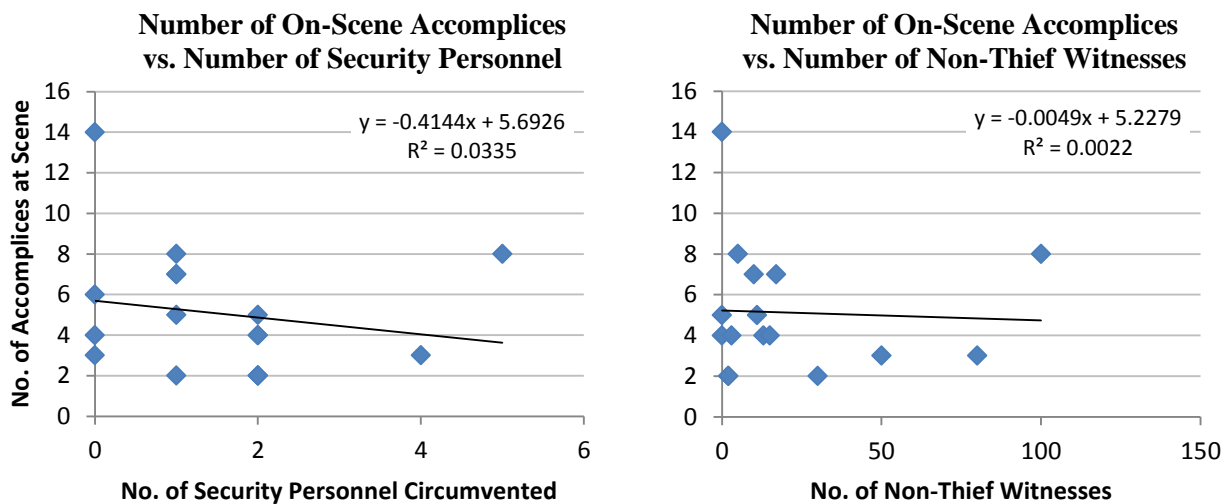 Number of On-Scene Accomplices
vs. Number of Security Personnel
y = -0.4144x + 5.6926
R² = 0.0335
No. of Accomplices at Scene
16
14
12
10
8
6
4
2
0
0
2
4
6
No. of Security Personnel Circumvented
Number of On-Scene Accomplices
vs. Number of Non-Thief Witnesses
y = -0.0049x + 5.2279
R² = 0.0022
16
14
12
10
8
6
4
2
0
0
50
100
150
No. of Non-Thief Witnesses